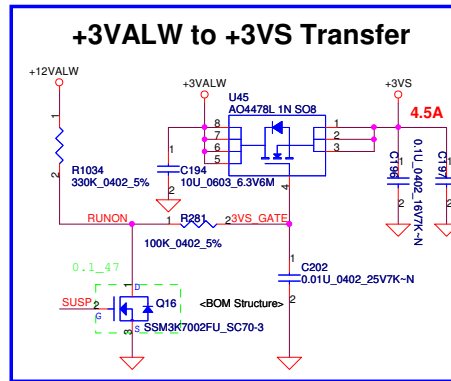 +3VALW to +3VS Transfer
+12VALW
+3VALW
+3VS
U45
AO4478L 1N SO8
4.5A
8
7
6
5
1
2
3
4
1
2
R1034
330K_0402_5%
1
2
C194
10U_0603_6.3V6M
1
2
C196
0.1U_0402_16V7K~N
1
2
C197
RUNON
1
R281
2
3VS_GATE
100K_0402_5%
0.1_47
1
C202
0.01U_0402_25V7K~N
2
<BOM Structure>
SUSP
2
G
1
D
Q16
3
S
SSM3K7002FU_SC70-3